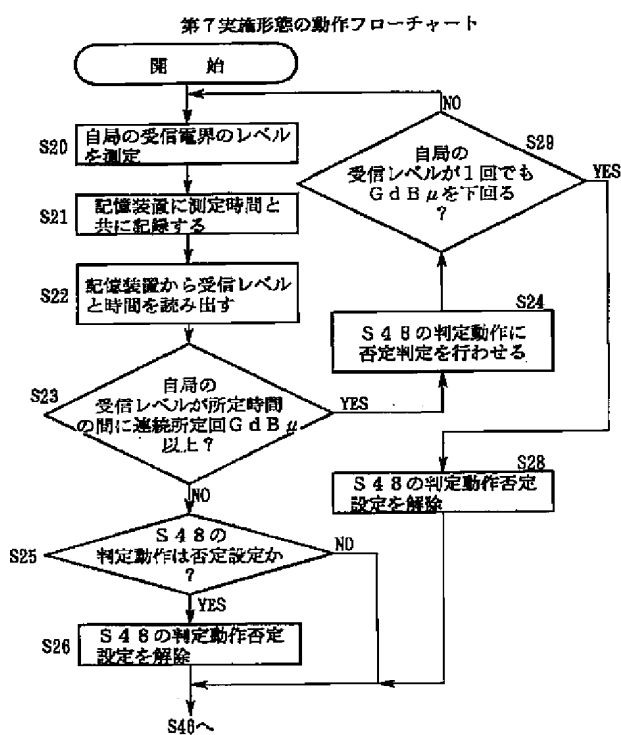 第7実施形態の動作フローチャート
開 始
S20
自局の受信電界のレベル
を測定
S21
記憶装置に測定時間と
共に記録する
S22
記憶装置から受信レベル
と時間を読み出す
S23
自局の
受信レベルが所定時間
の間に連続所定回GdBμ
以上?
YES
NO
S25
S48の
判定動作は否定設定か
?
NO
YES
S26
S48の判定動作否定
設定を解除
S46へ
NO
S29
自局の
受信レベルが1回でも
GdBμを下回る
?
YES
S24
S48の判定動作に
否定判定を行わせる
S28
S48の判定動作否定
設定を解除